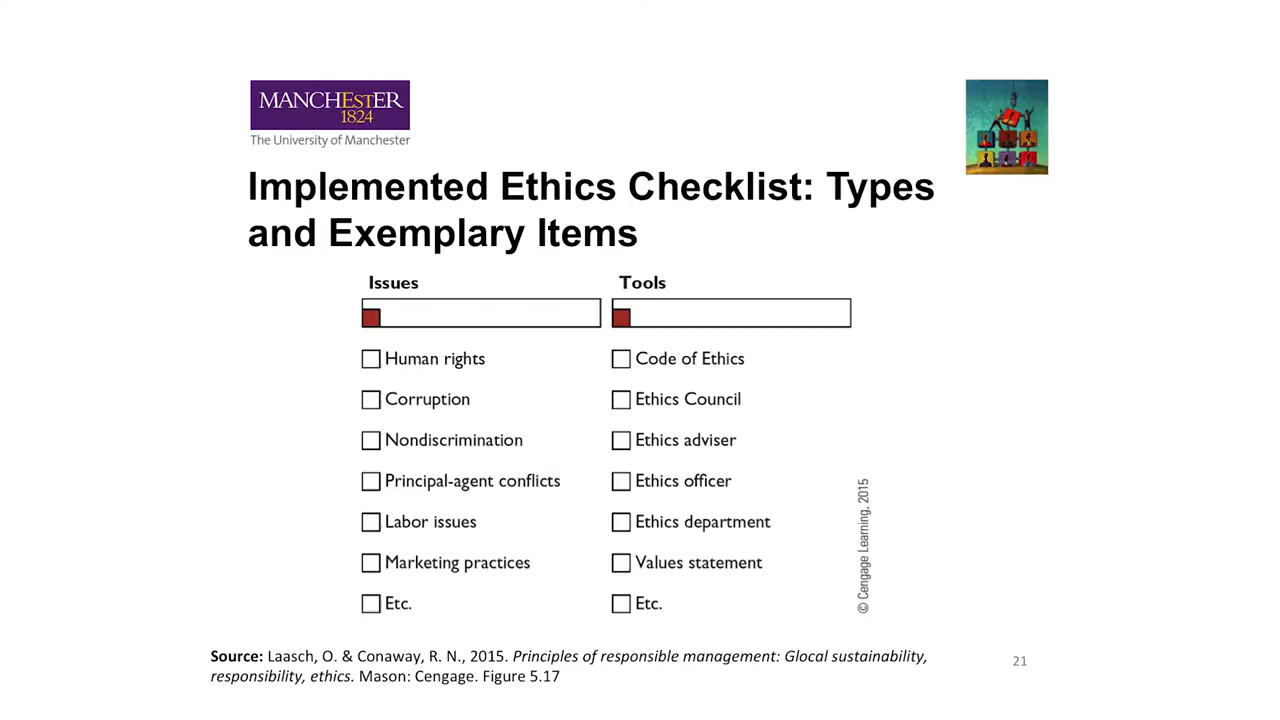 MANCHESTER
1824
The University of Manchester
Implemented Ethics Checklist: Types
and Exemplary Items
Issues
Human rights
Corruption
Nondiscrimination
Principal-agent conflicts
Labor issues
Marketing practices
Etc.
Tools
Code of Ethics
Ethics Council
Ethics adviser
Ethics officer
Ethics department
Values statement
Etc.
© Cengage Learning, 2015
Source: Laasch, O. & Conaway, R. N., 2015. Principles of responsible management: Glocal sustainability,
responsibility, ethics. Mason: Cengage. Figure 5.17
21